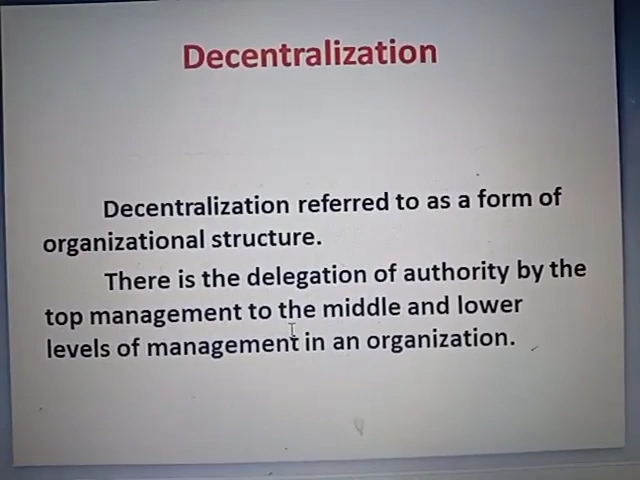 Decentralization
Decentralization referred to as a form of
organizational structure.
There is the delegation of authority by the
top management to the middle and lower
levels of management in an organization.